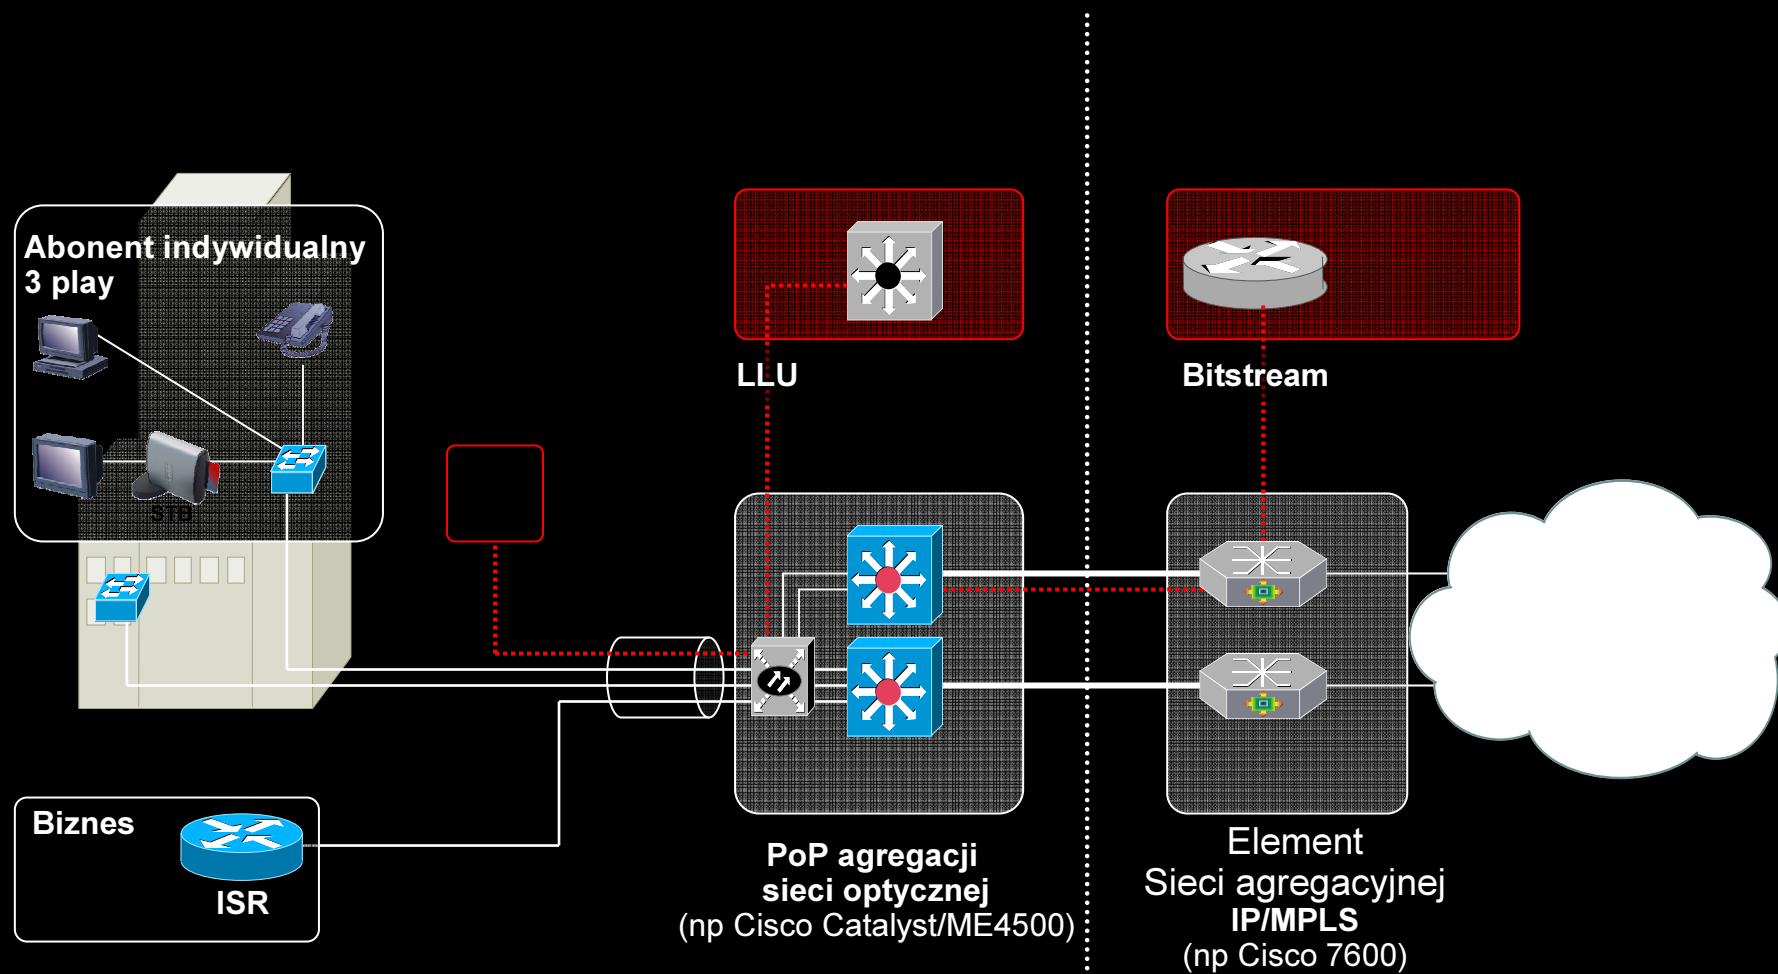 Abonent indywidualny
3 play
STB
LLU
Bitstream
Biznes
ISR
PoP agregacji
sieci optycznej
(np Cisco Catalyst/ME4500)
Element
Sieci agregacyjnej
IP/MPLS
(np Cisco 7600)